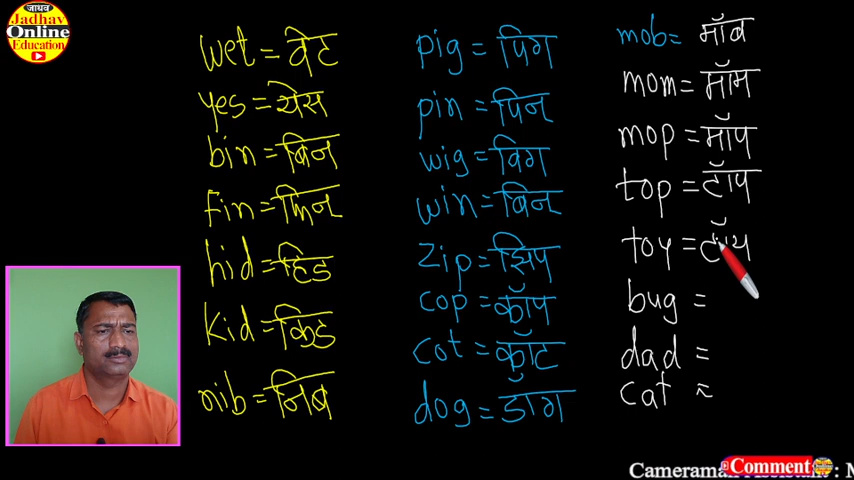 जाधव
Jadhav
Online
Education
wet = वेट
yes = येस
bin = बिन
fin = फिन
hid = हिड
kid = किड
nib = निब
pig = पिग
pin = पिन
wig = विग
win = विन
zip = झिप
cop = कॉप
cot = कॉट
dog = डाग
mob = मॉब
mom = मॉम
mop = मॉप
top = टॉप
toy = टॉय
bug =
dad =
cat =
Comment